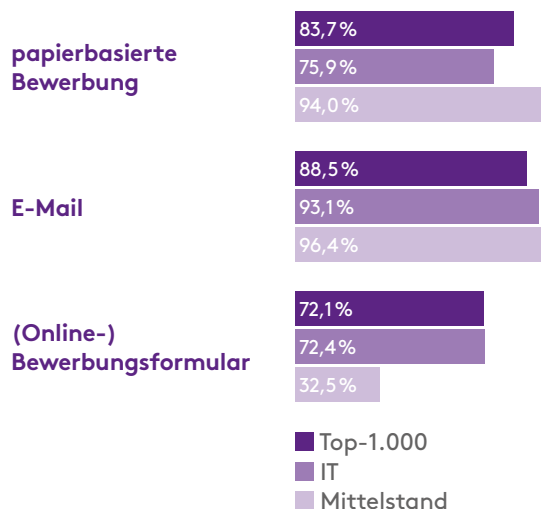 papierbasierte
Bewerbung
83,7 %
75,9 %
94,0 %
E-Mail
88,5 %
93,1 %
96,4 %
(Online-)
Bewerbungsformular
72,1 %
72,4 %
32,5 %
Top-1.000
IT
Mittelstand